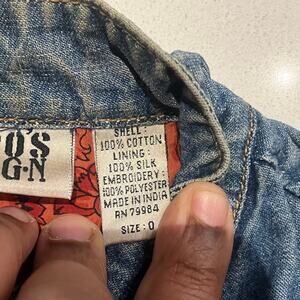 O'S
G·N
SHELL:
100% COTTON
LINING:
100% SILK
EMBROIDERY:
100% POLYESTER
MADE IN INDIA
RN 79984
SIZE: 0